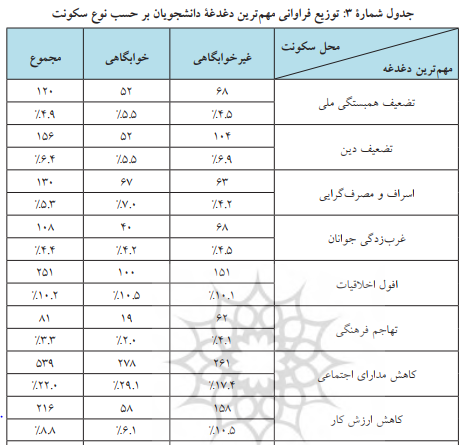 جدول شمارهٔ ۳: توزیع فراوانی مهم‌ترین دغدغهٔ دانشجویان بر حسب نوع سکونت
محل سکونت
مهم‌ترین دغدغه
غیرخوابگاهی خوابگاهی مجموع
تضعیف همبستگی ملی
۶۸ ۵۲ ۱۲۰
٪۴.۵ ٪۵.۵ ٪۴.۹
تضعیف دین
۱۰۴ ۵۲ ۱۵۶
٪۶.۹ ٪۵.۵ ٪۶.۴
اسراف و مصرف‌گرایی
۶۳ ۶۷ ۱۳۰
٪۴.۲ ٪۷.۰ ٪۵.۳
غرب‌زدگی جوانان
۶۸ ۴۰ ۱۰۸
٪۴.۵ ٪۴.۲ ٪۴.۴
افول اخلاقیات
۱۵۱ ۱۰۰ ۲۵۱
٪۱۰.۱ ٪۱۰.۵ ٪۱۰.۲
تهاجم فرهنگی
۶۲ ۱۹ ۸۱
٪۴.۱ ٪۲.۰ ٪۳.۳
کاهش مدارای اجتماعی
۲۶۱ ۲۷۸ ۵۳۹
٪۱۷.۴ ٪۲۹.۱ ٪۲۲.۰
کاهش ارزش کار
۱۵۸ ۵۸ ۲۱۶
٪۱۰.۵ ٪۶.۱ ٪۸.۸